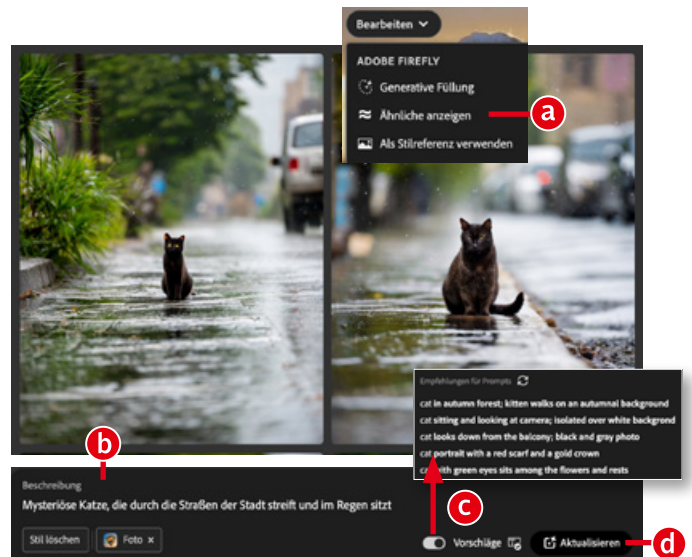 Bearbeiten
ADOBE FIREFLY
Generative Füllung
Ähnliche anzeigen
a
Als Stilreferenz verwenden
Empfehlungen für Prompts
cat in autumn forest; kitten walks on an autumnal background
cat sitting and looking at camera; isolated over white backgrond
cat looks down from the balcony; black and gray photo
cat portrait with a red scarf and a gold crown
with green eyes sits among the flowers and rests
b
Beschreibung
Mysteriöse Katze, die durch die Straßen der Stadt streift und im Regen sitzt
c
Stil löschen
Foto ×
Vorschläge
Aktualisieren
d